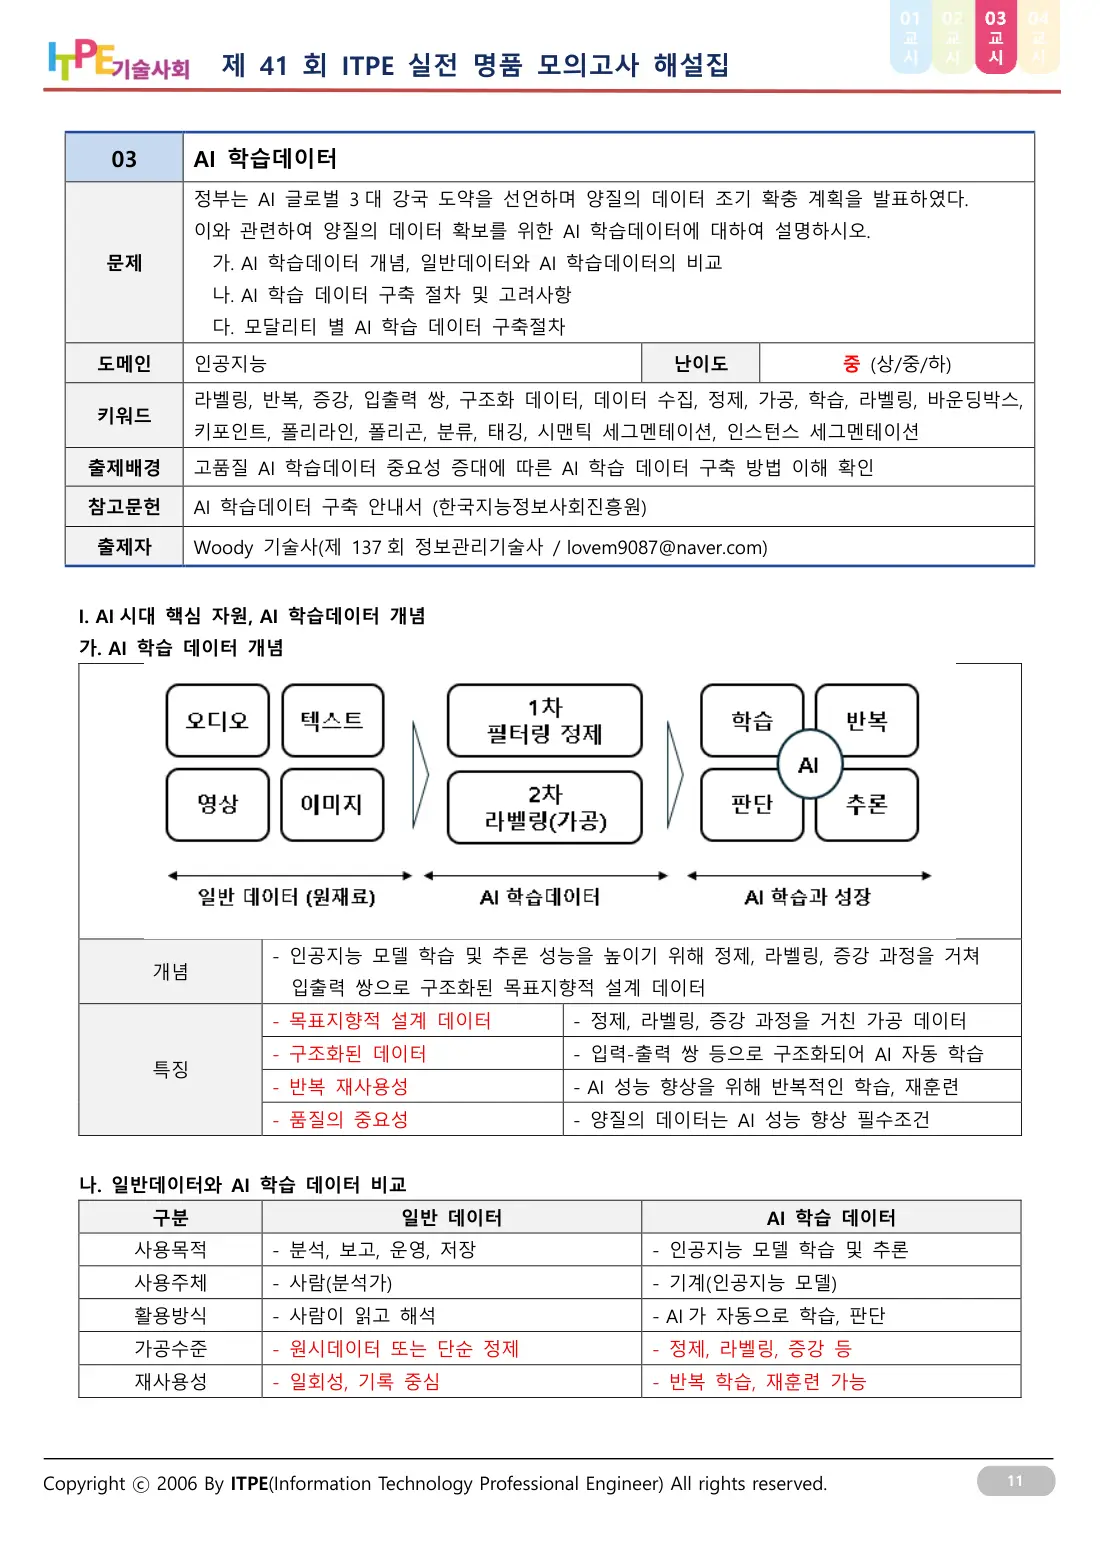 01 교시
02 교시
03 교시
04 교시
ITPE기술사회 제 41 회 ITPE 실전 명품 모의고사 해설집
03 AI 학습데이터
문제
정부는 AI 글로벌 3대 강국 도약을 선언하며 양질의 데이터 조기 확충 계획을 발표하였다.
이와 관련하여 양질의 데이터 확보를 위한 AI 학습데이터에 대하여 설명하시오.
가. AI 학습데이터 개념, 일반데이터와 AI 학습데이터의 비교
나. AI 학습 데이터 구축 절차 및 고려사항
다. 모달리티 별 AI 학습 데이터 구축절차
도메인 인공지능 난이도 중 (상/중/하)
키워드
라벨링, 반복, 증강, 입출력 쌍, 구조화 데이터, 데이터 수집, 정제, 가공, 학습, 라벨링, 바운딩박스,
키포인트, 폴리라인, 폴리곤, 분류, 태깅, 시맨틱 세그멘테이션, 인스턴스 세그멘테이션
출제배경 고품질 AI 학습데이터 중요성 증대에 따른 AI 학습 데이터 구축 방법 이해 확인
참고문헌 AI 학습데이터 구축 안내서 (한국지능정보사회진흥원)
출제자 Woody 기술사(제 137회 정보관리기술사 / lovem9087@naver.com)
I. AI시대 핵심 자원, AI 학습데이터 개념
가. AI 학습 데이터 개념
오디오 텍스트
영상 이미지
1차
필터링 정제
2차
라벨링(가공)
학습 반복
AI
판단 추론
일반 데이터 (원재료) AI 학습데이터 AI 학습과 성장
개념
- 인공지능 모델 학습 및 추론 성능을 높이기 위해 정제, 라벨링, 증강 과정을 거쳐
입출력 쌍으로 구조화된 목표지향적 설계 데이터
특징
- 목표지향적 설계 데이터 - 정제, 라벨링, 증강 과정을 거친 가공 데이터
- 구조화된 데이터 - 입력-출력 쌍 등으로 구조화되어 AI 자동 학습
- 반복 재사용성 - AI 성능 향상을 위해 반복적인 학습, 재훈련
- 품질의 중요성 - 양질의 데이터는 AI 성능 향상 필수조건
나. 일반데이터와 AI 학습 데이터 비교
구분 일반 데이터 AI 학습 데이터
사용목적 - 분석, 보고, 운영, 저장 - 인공지능 모델 학습 및 추론
사용주체 - 사람(분석가) - 기계(인공지능 모델)
활용방식 - 사람이 읽고 해석 - AI가 자동으로 학습, 판단
가공수준 - 원시데이터 또는 단순 정제 - 정제, 라벨링, 증강 등
재사용성 - 일회성, 기록 중심 - 반복 학습, 재훈련 가능
Copyright ⓒ 2006 By ITPE(Information Technology Professional Engineer) All rights reserved. 11